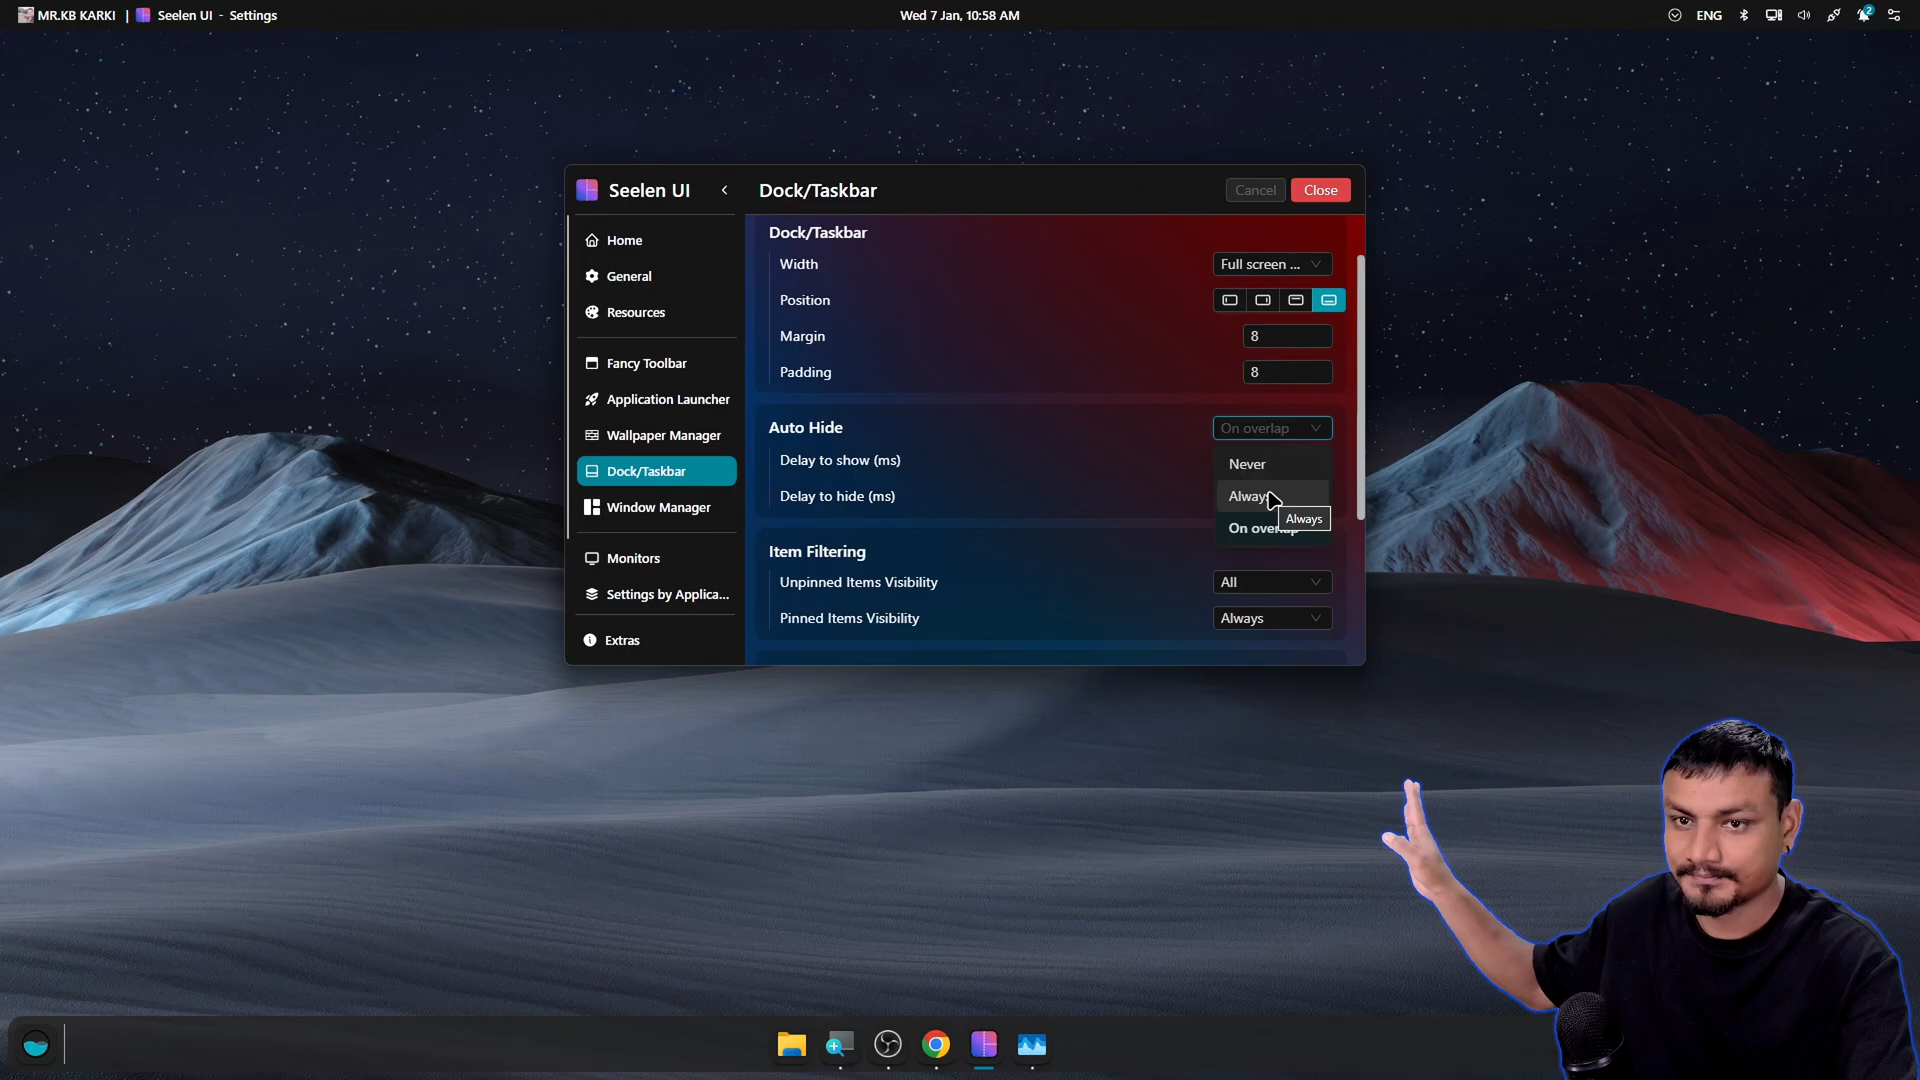 MR.KB KARKI | Seelen UI - Settings
Wed 7 Jan, 10:58 AM
ENG
2
Seelen UI
Dock/Taskbar
Cancel
Close
Home
General
Resources
Fancy Toolbar
Application Launcher
Wallpaper Manager
Dock/Taskbar
Window Manager
Monitors
Settings by Applica...
Extras
Dock/Taskbar
Width
Full screen ...
Position
Margin
8
Padding
8
Auto Hide
On overlap
Delay to show (ms)
Never
Delay to hide (ms)
Always
Always
On overlap
Item Filtering
Unpinned Items Visibility
All
Pinned Items Visibility
Always